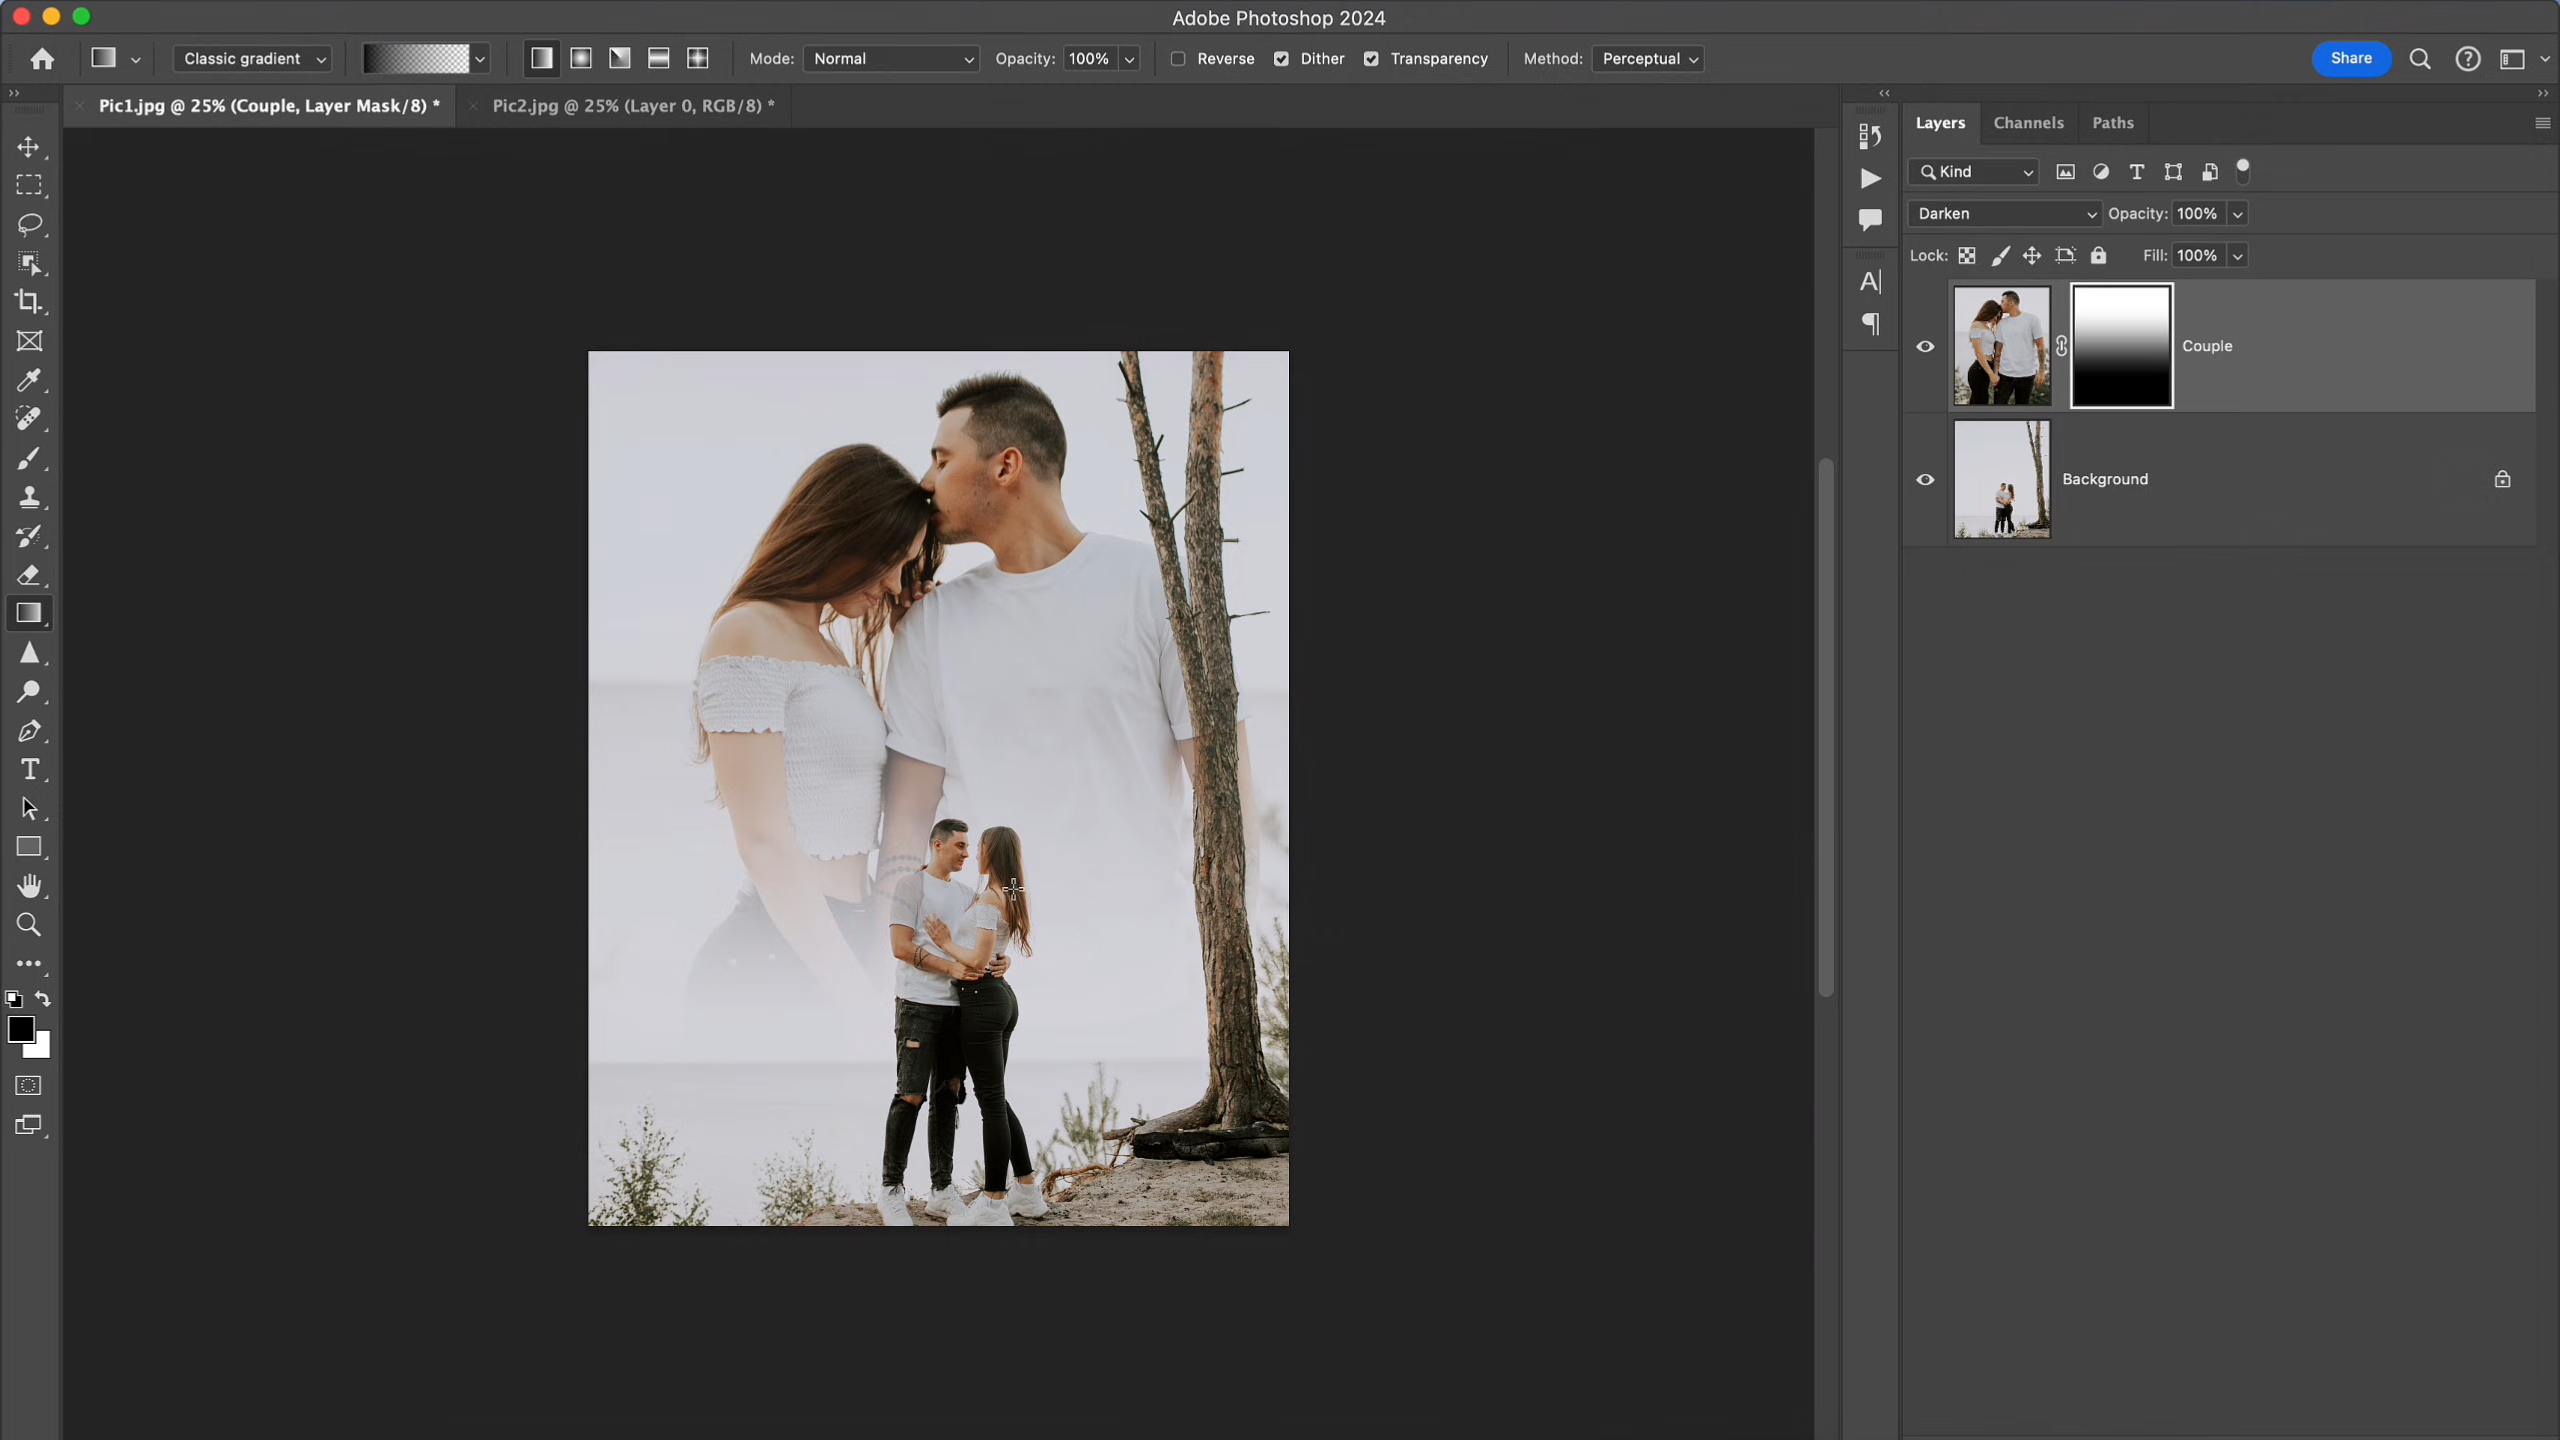 Adobe Photoshop 2024
Classic gradient Mode: Normal Opacity: 100% Reverse Dither Transparency Method: Perceptual Share
Pic1.jpg @ 25% (Couple, Layer Mask/8) * Pic2.jpg @ 25% (Layer 0, RGB/8) *
Layers Channels Paths
Kind
Darken Opacity: 100%
Lock: Fill: 100%
Couple
Background